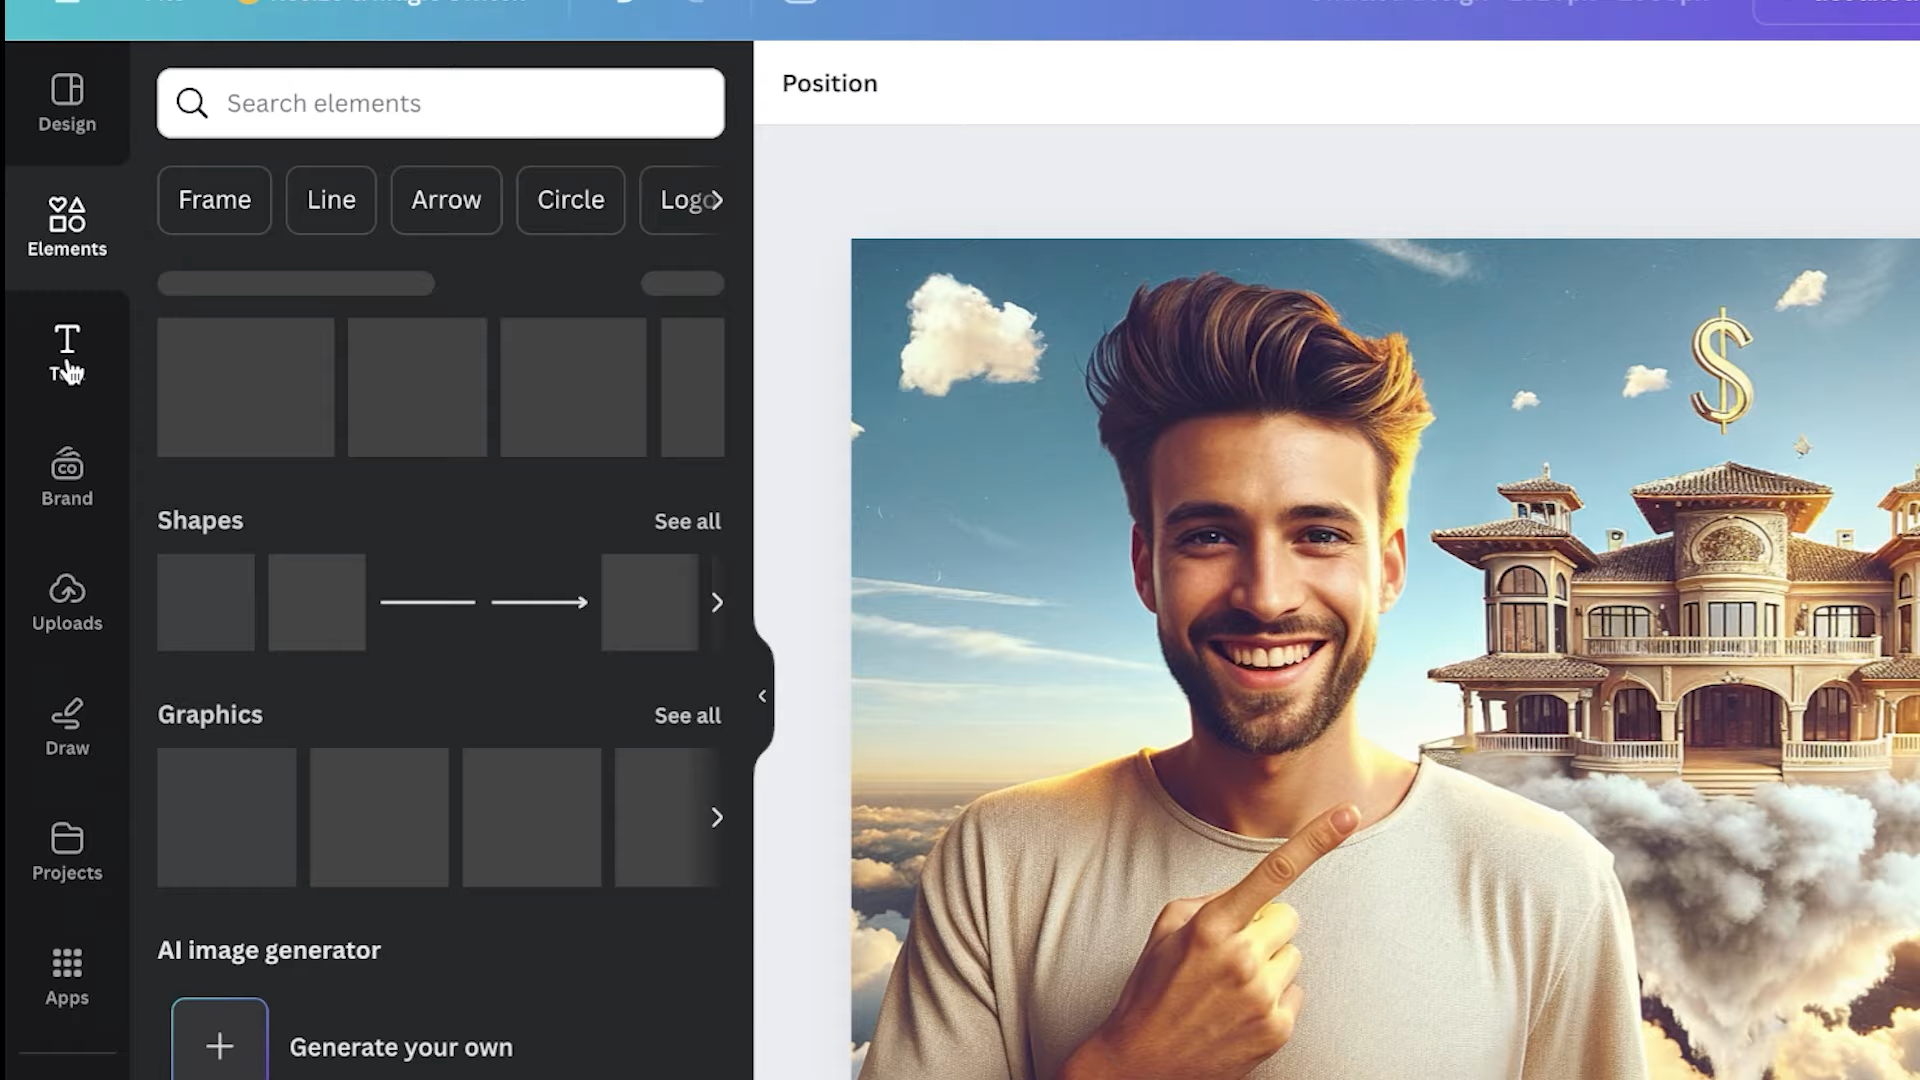 Design
Search elements
Frame
Line
Arrow
Circle
Logo
Elements
Brand
Shapes
See all
Uploads
Graphics
See all
Draw
Projects
AI image generator
Apps
Generate your own
Position
$